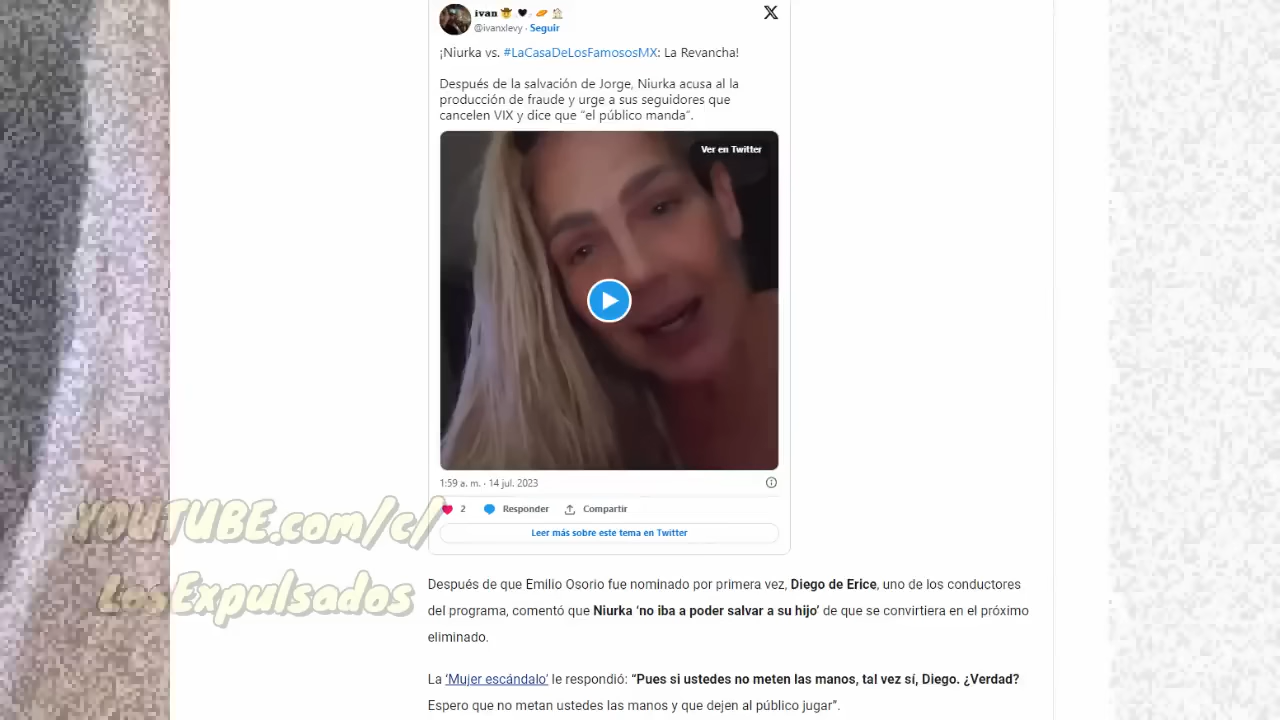 ivan
@ivanxlevy · Seguir
¡Niurka vs. #LaCasaDeLosFamososMX: La Revancha!
Después de la salvación de Jorge, Niurka acusa al la
producción de fraude y urge a sus seguidores que
cancelen VIX y dice que “el público manda”.
Ver en Twitter
1:59 a. m. · 14 jul. 2023
2 Responder Compartir
Leer más sobre este tema en Twitter
YOUTUBE.com/c/
LosExpulsados
Después de que Emilio Osorio fue nominado por primera vez, Diego de Erice, uno de los conductores
del programa, comentó que Niurka ‘no iba a poder salvar a su hijo’ de que se convirtiera en el próximo
eliminado.
La ‘Mujer escándalo’ le respondió: “Pues si ustedes no meten las manos, tal vez sí, Diego. ¿Verdad?
Espero que no metan ustedes las manos y que dejen al público jugar”.